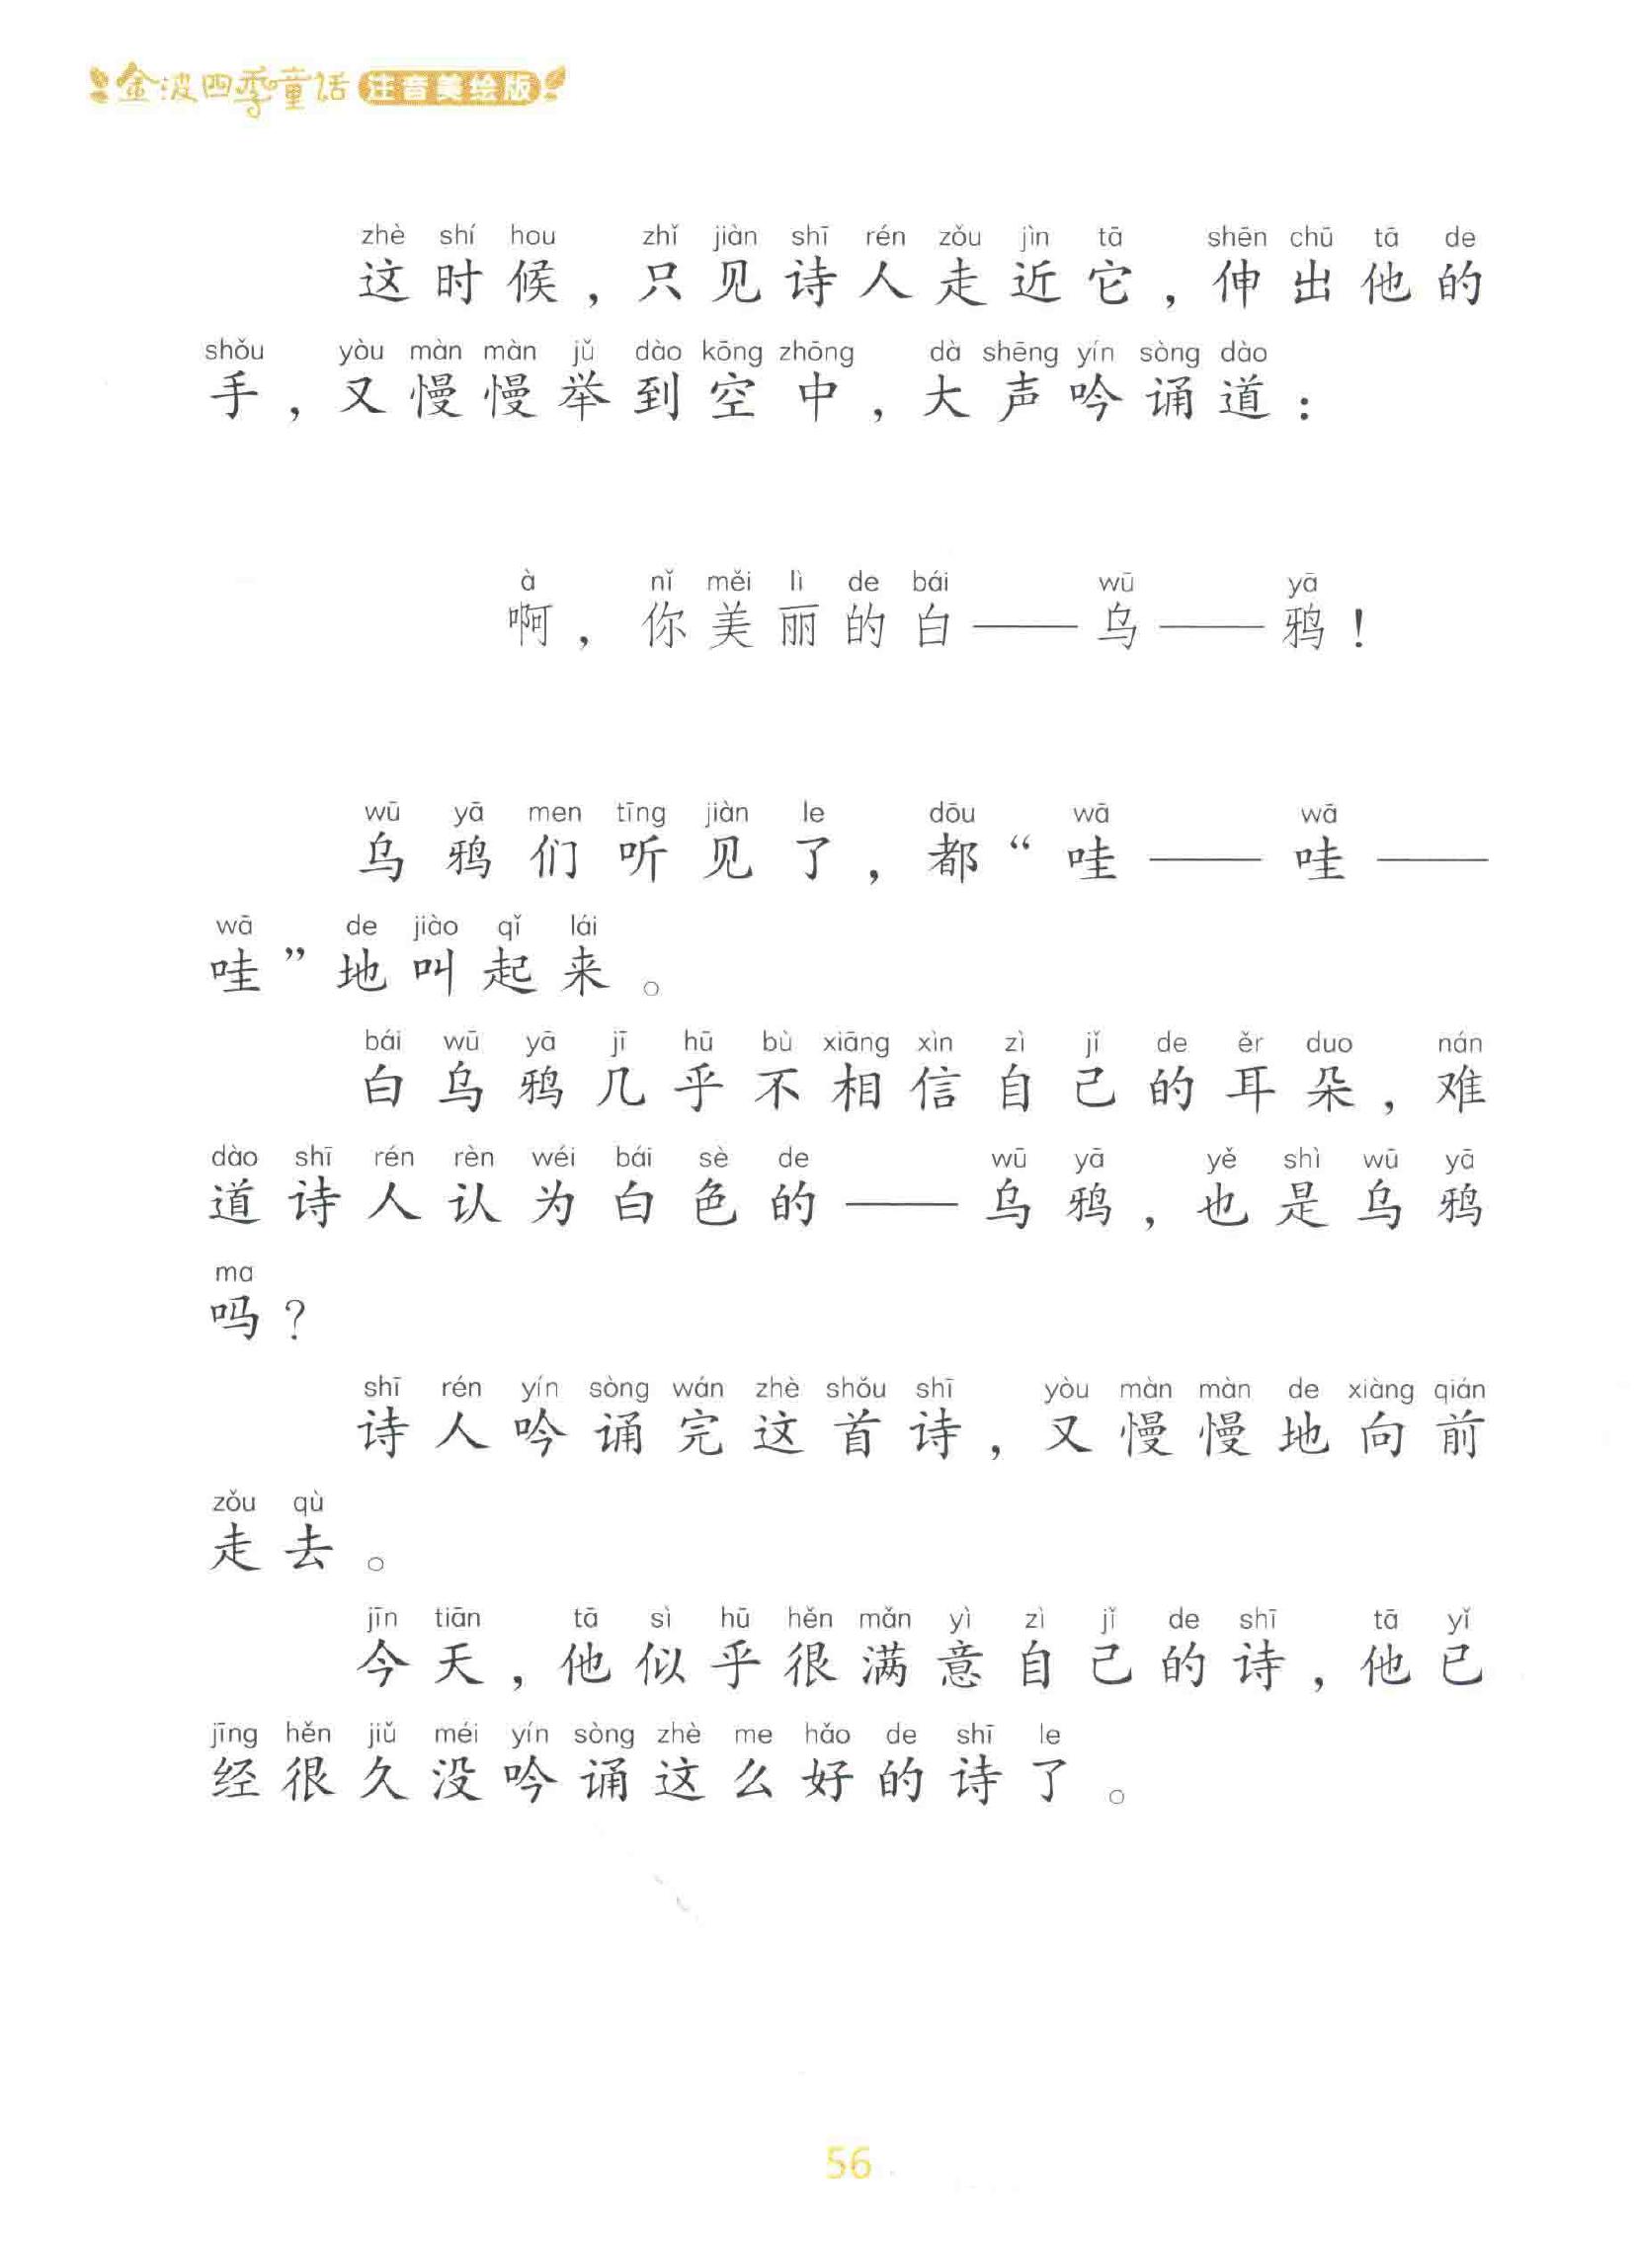 金波四季童话 注音美绘版
zhè shí hou zhǐ jiàn shī rén zǒu jìn tā shēn chū tā de
这时候，只见诗人走近它，伸出他的
shǒu yòu màn màn jǔ dào kōng zhōng dà shēng yín sòng dào
手，又慢慢举到空中，大声吟诵道：
à nǐ měi lì de bái wū yā
啊，你美丽的白——乌——鸦！
wū yā men tīng jiàn le dōu wā wā
乌鸦们听见了，都“哇——哇——
wā de jiào qǐ lái
哇”地叫起来。
bái wū yā jī hū bù xiāng xìn zì jǐ de ěr duo nán
白乌鸦几乎不相信自己的耳朵，难
dào shī rén rèn wéi bái sè de wū yā yě shì wū yā
道诗人认为白色的——乌鸦，也是乌鸦
ma
吗？
shī rén yín sòng wán zhè shǒu shī yòu màn màn de xiàng qián
诗人吟诵完这首诗，又慢慢地向前
zǒu qù
走去。
jīn tiān tā sì hū hěn mǎn yì zì jǐ de shī tā yǐ
今天，他似乎很满意自己的诗，他已
jīng hěn jiǔ méi yín sòng zhè me hǎo de shī le
经很久没吟诵这么好的诗了。
56